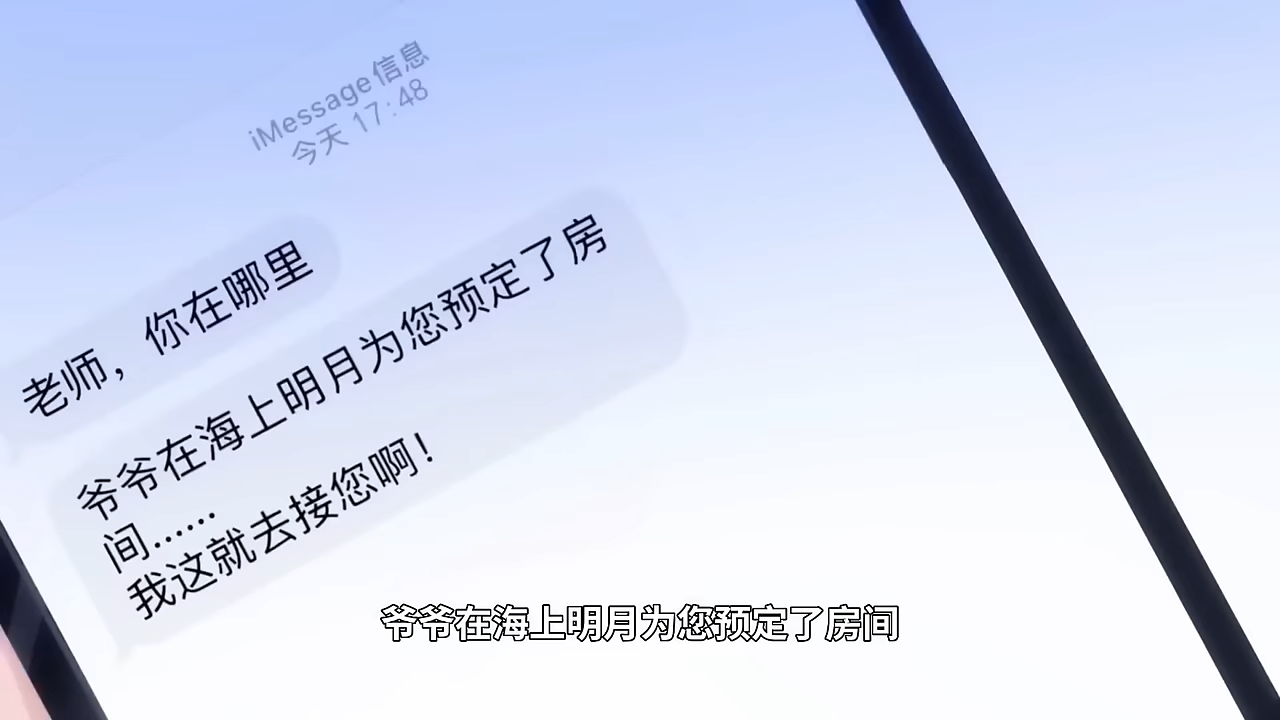 iMessage信息
今天 17:48
老师，你在哪里
爷爷在海上明月为您预定了房
间……
我这就去接您啊！
爷爷在海上明月为您预定了房间